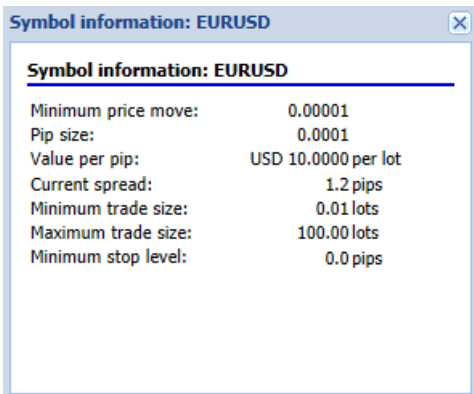 Symbol information: EURUSD
Symbol information: EURUSD
Minimum price move: 0.00001
Pip size: 0.0001
Value per pip: USD 10.0000 per lot
Current spread: 1.2 pips
Minimum trade size: 0.01 lots
Maximum trade size: 100.00 lots
Minimum stop level: 0.0 pips